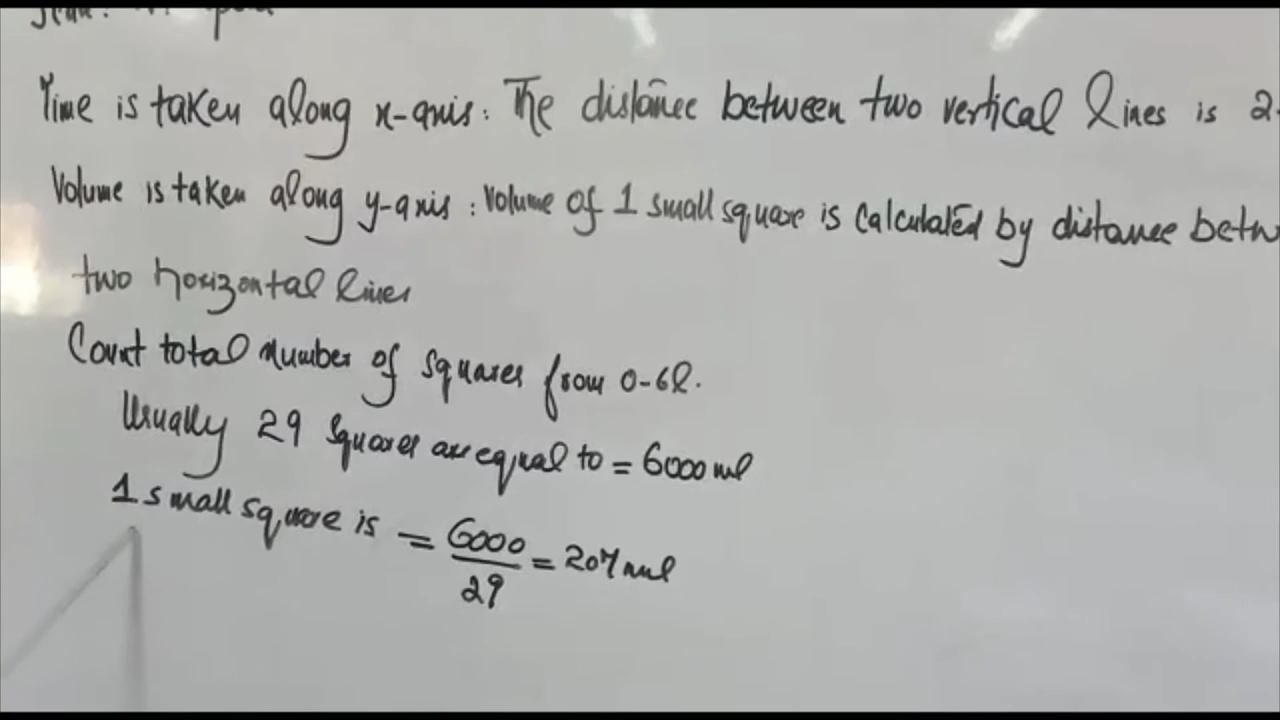 Time is taken along x-axis: The distance between two vertical lines is 2
Volume is taken along y-axis: Volume of 1 small square is calculated by distance betw
two horizontal lines
Count total number of squares from 0-6l.
Usually 29 squares are equal to = 6000 ml
1 small square is = 6000/29 = 207 ml